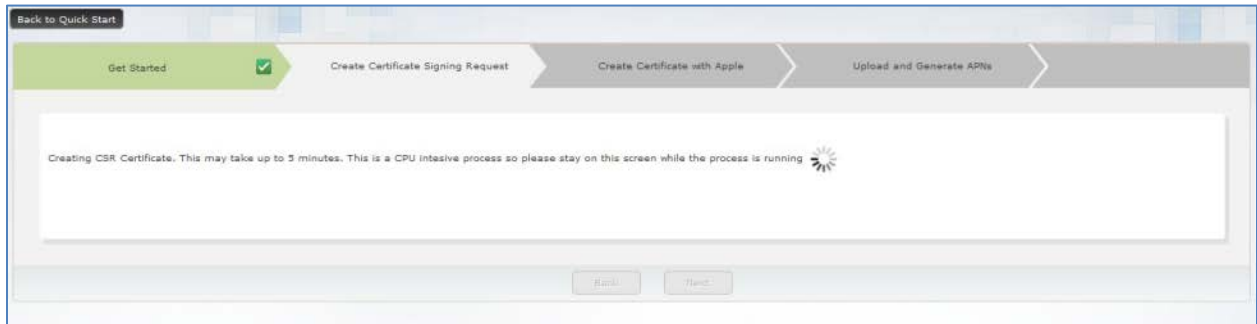 Back to Quick Start
Get Started
Create Certificate Signing Request
Create Certificate with Apple
Upload and Generate APNs
Creating CSR Certificate. This may take up to 5 minutes. This is a CPU intesive process so please stay on this screen while the process is running
Back
Next